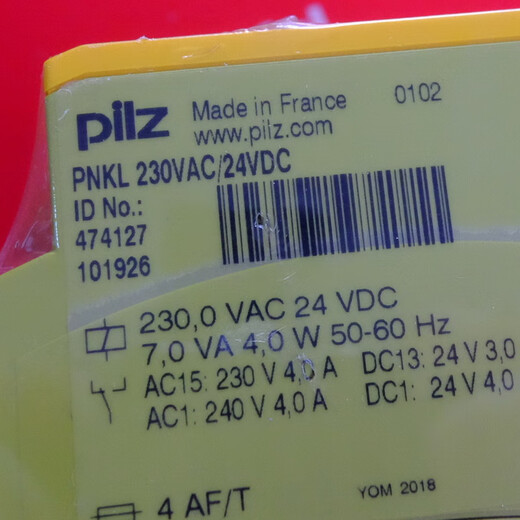 pilz Made in France 0102
www.pilz.com
PNKL 230VAC/24VDC
ID No.:
474127
101926
230,0 VAC 24 VDC
7,0 VA 4,0 W 50-60 Hz
AC15: 230 V 4,0 A DC13: 24 V 3,0
AC1: 240 V 4,0 A DC1: 24 V 4,0
4 AF/T
YOM 2018